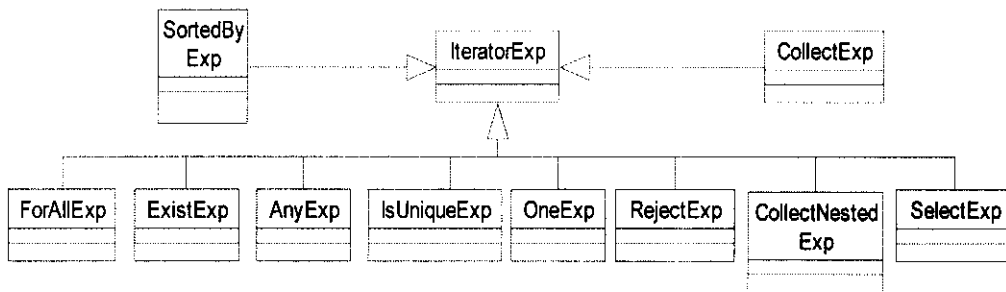 SortedBy
Exp
IteratorExp
CollectExp
ForAllExp
ExistExp
AnyExp
IsUniqueExp
OneExp
RejectExp
CollectNested
Exp
SelectExp